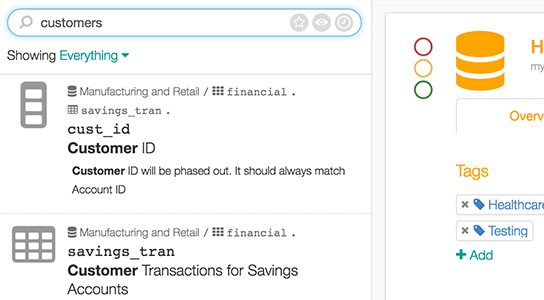 customers
Showing Everything
Manufacturing and Retail / financial .
savings_tran .
cust_id
Customer ID
Customer ID will be phased out. It should always match
Account ID
Manufacturing and Retail / financial .
savings_tran
Customer Transactions for Savings
Accounts
H
my
Overv
Tags
× Healthcare
× Testing
+ Add